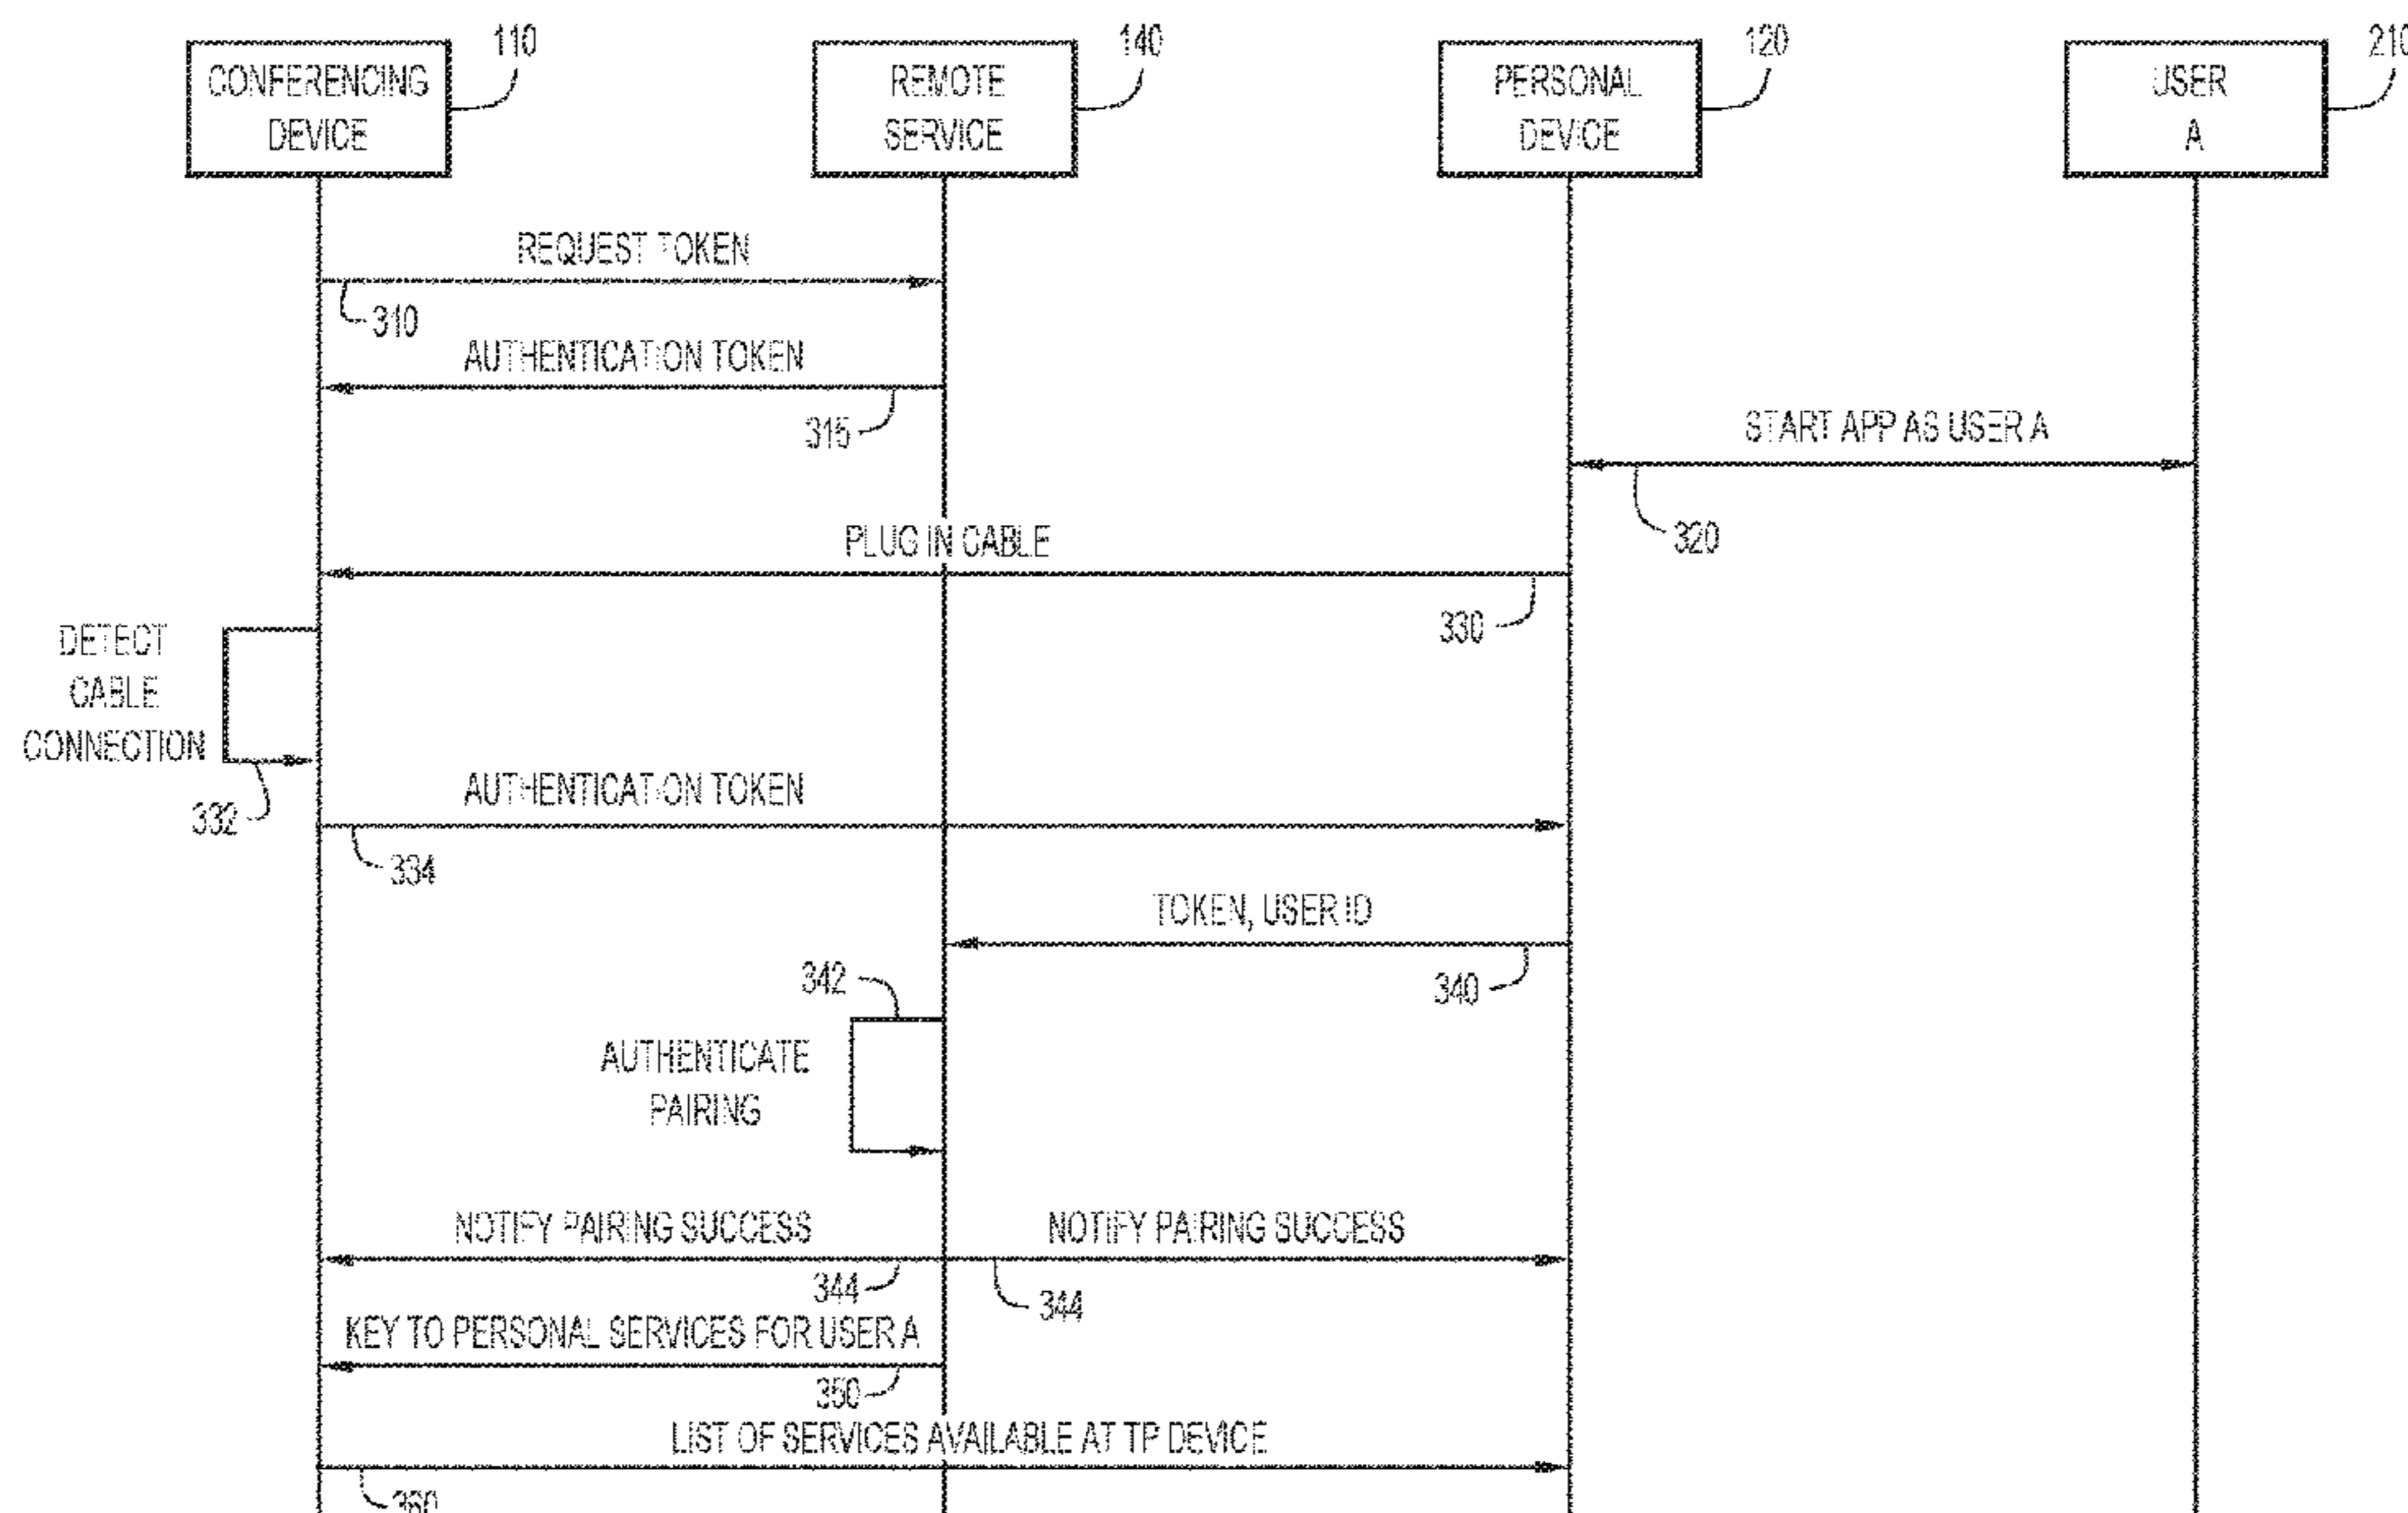 110
140
120
210
CONFERENCING
DEVICE
REMOTE
SERVICE
PERSONAL
DEVICE
USER
A
REQUEST TOKEN
310
AUTHENTICATION TOKEN
315
START APP AS USER A
320
PLUG IN CABLE
330
DETECT
CABLE
CONNECTION
332
AUTHENTICATION TOKEN
334
TOKEN, USER ID
340
342
AUTHENTICATE
PAIRING
NOTIFY PAIRING SUCCESS
NOTIFY PAIRING SUCCESS
344
344
KEY TO PERSONAL SERVICES FOR USER A
350
LIST OF SERVICES AVAILABLE AT TP DEVICE
360